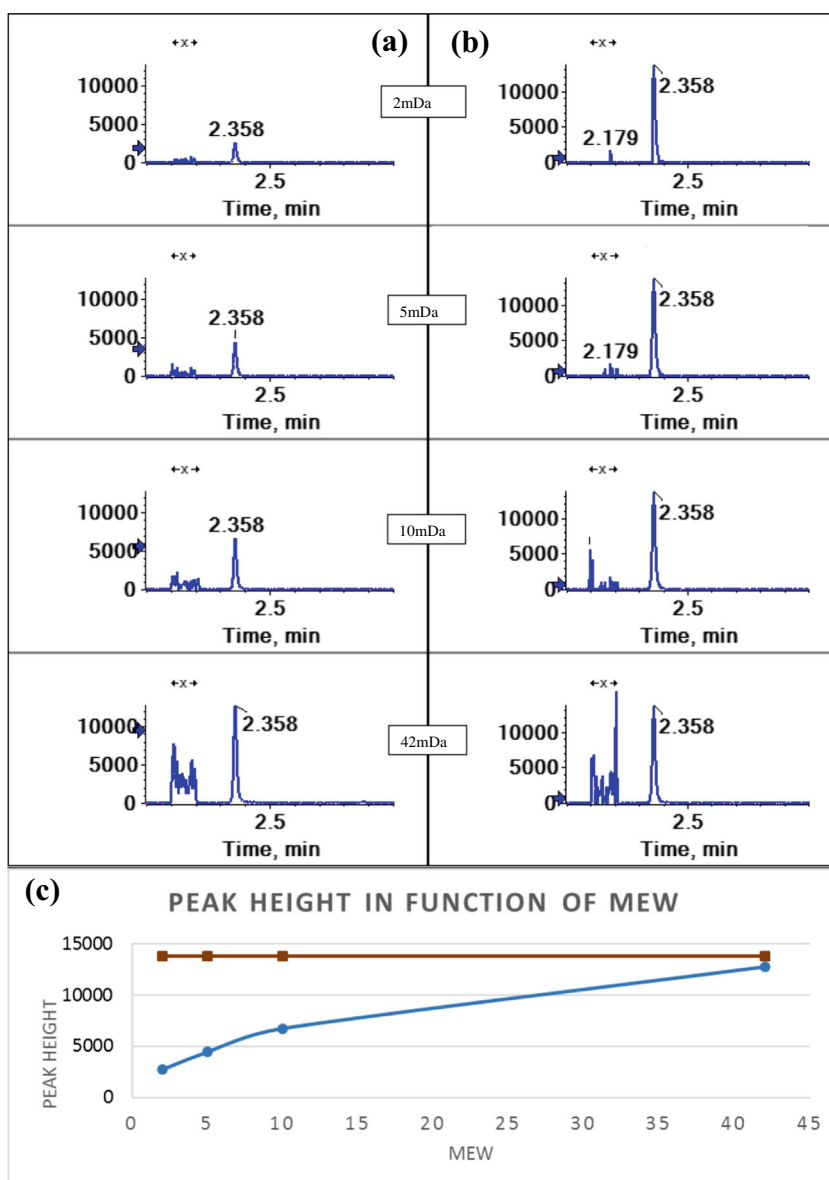 (a) (b)
←x→ ←x→
10000 5000 0 2.358 2.5 Time, min
2mDa
10000 5000 0 2.179 2.358 2.5 Time, min
←x→ ←x→
10000 5000 0 2.358 2.5 Time, min
5mDa
10000 5000 0 2.179 2.358 2.5 Time, min
←x→ ←x→
10000 5000 0 2.358 2.5 Time, min
10mDa
10000 5000 0 2.358 2.5 Time, min
←x→ ←x→
10000 5000 0 2.358 2.5 Time, min
42mDa
10000 5000 0 2.358 2.5 Time, min
(c)
PEAK HEIGHT IN FUNCTION OF MEW
PEAK HEIGHT
15000
10000
5000
0
0 5 10 15 20 25 30 35 40 45
MEW